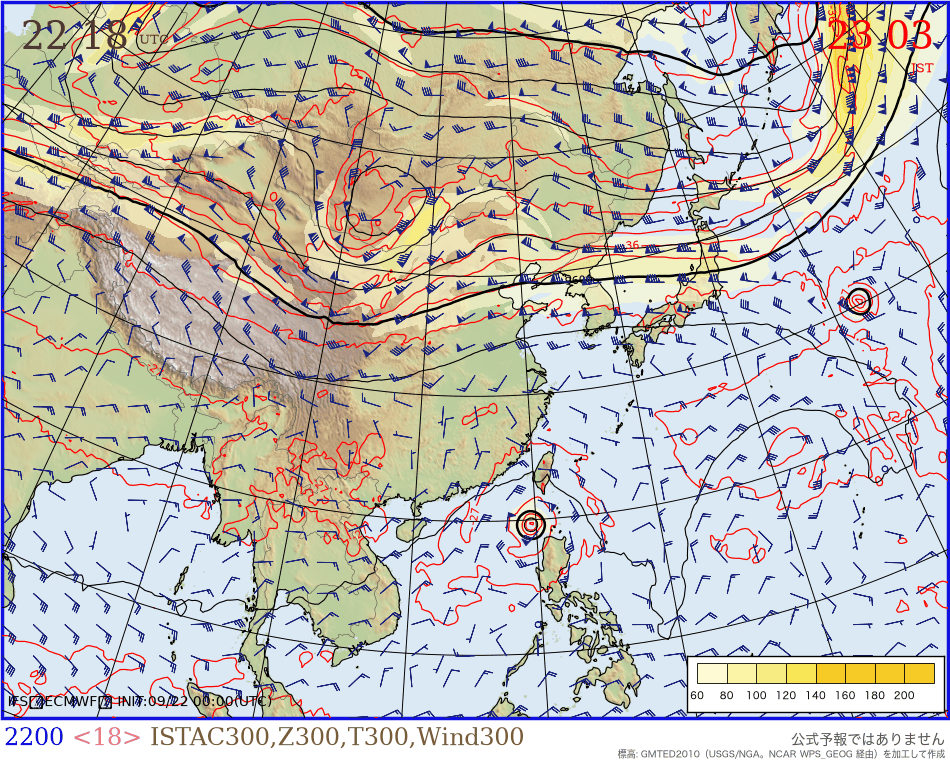 22 18 UTC
23 03
JST
-36
60 80 100 120 140 160 180 200
IFS[ECMWF] INIT:09/22 00:00(UTC)
2200 <18> ISTAC300,Z300,T300,Wind300
公式予報ではありません
標高: GMTED2010（USGS/NGA。NCAR WPS_GEOG 経由）を加工して作成